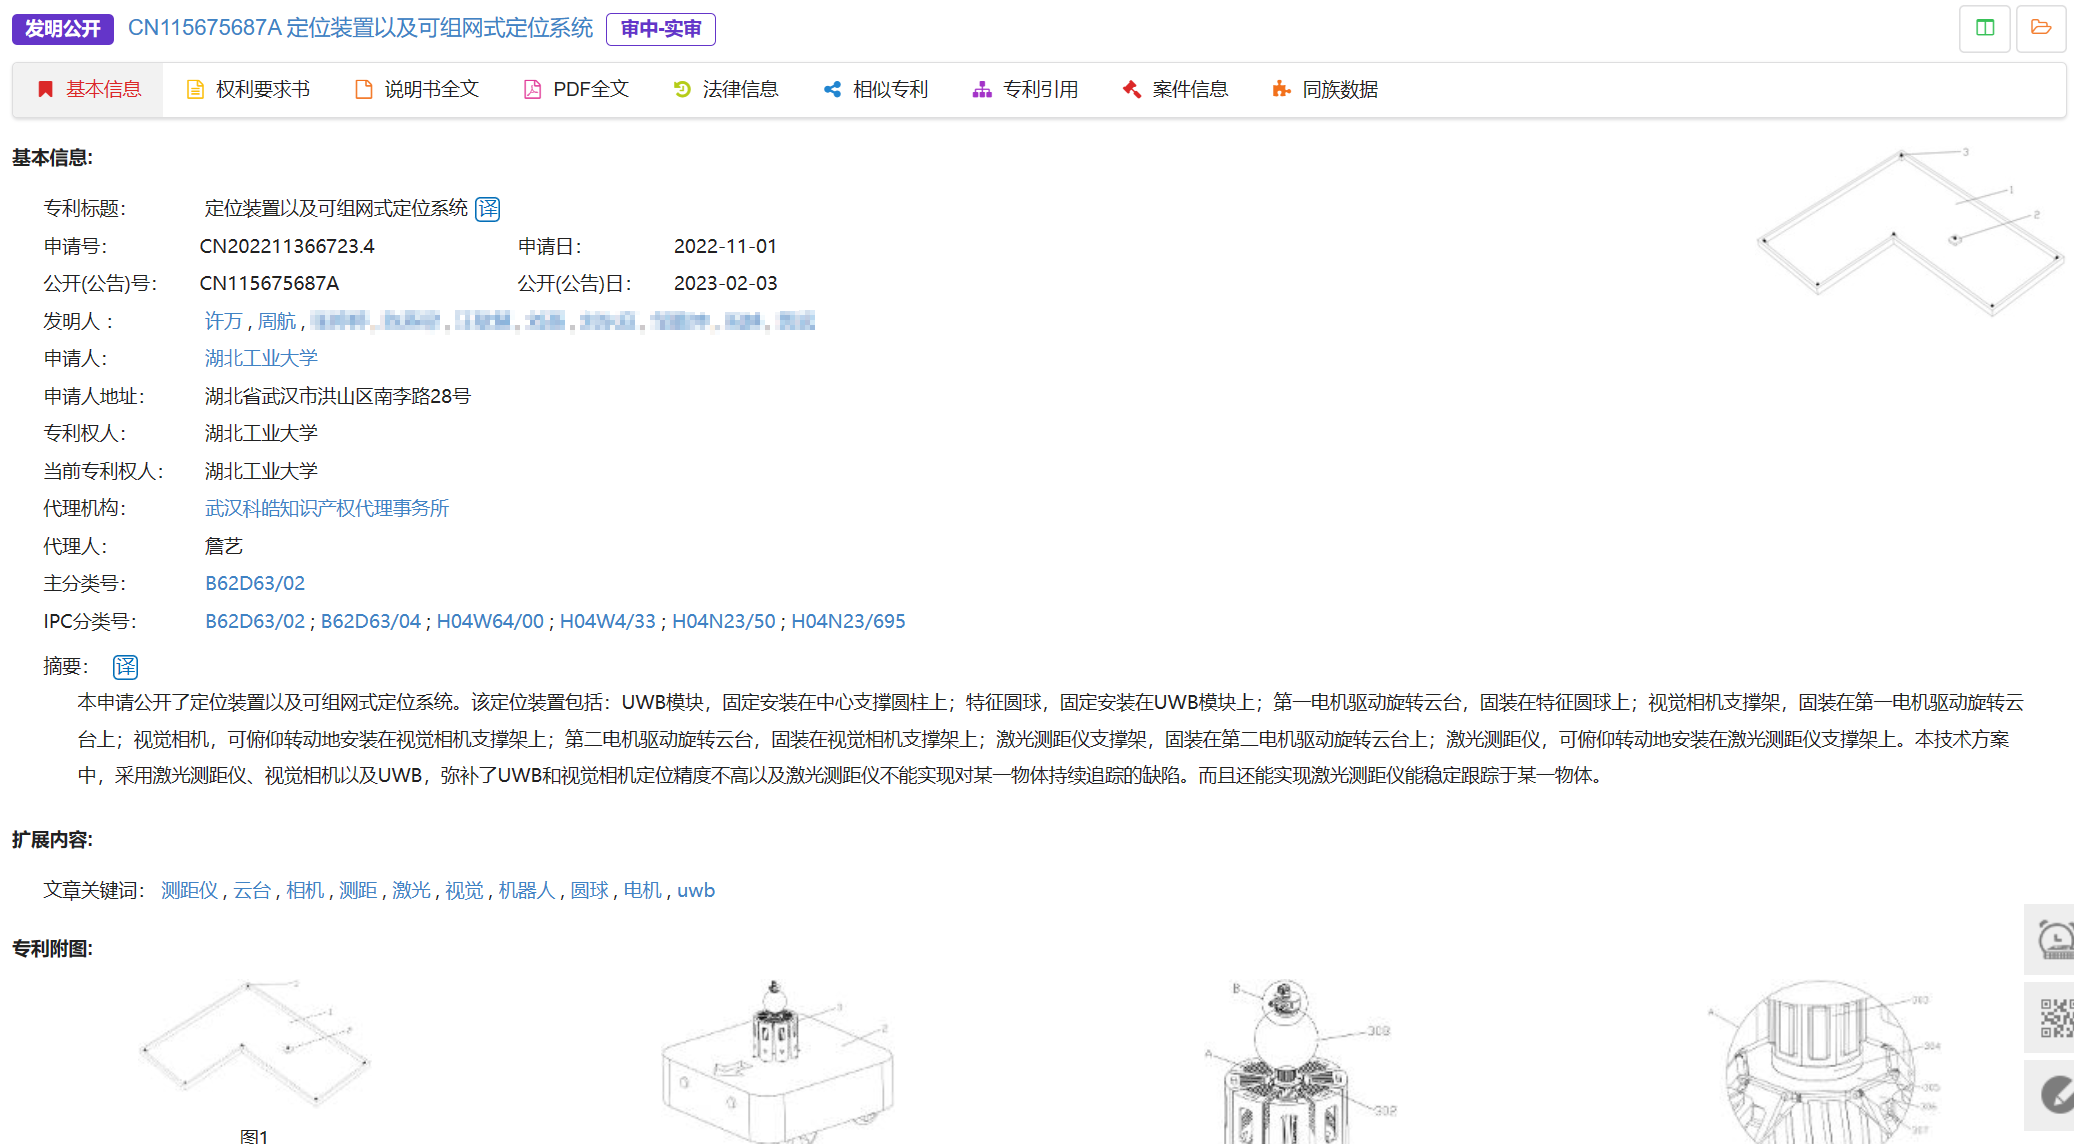 发明公开 CN115675687A 定位装置以及可组网式定位系统 审中-实审
基本信息 权利要求书 说明书全文 PDF全文 法律信息 相似专利 专利引用 案件信息 同族数据
基本信息:
专利标题: 定位装置以及可组网式定位系统 译
申请号: CN202211366723.4 申请日: 2022-11-01
公开(公告)号: CN115675687A 公开(公告)日: 2023-02-03
发明人: 许万, 周航,
申请人: 湖北工业大学
申请人地址: 湖北省武汉市洪山区南李路28号
专利权人: 湖北工业大学
当前专利权人: 湖北工业大学
代理机构: 武汉科皓知识产权代理事务所
代理人: 詹艺
主分类号: B62D63/02
IPC分类号: B62D63/02 ; B62D63/04 ; H04W64/00 ; H04W4/33 ; H04N23/50 ; H04N23/695
摘要: 译
本申请公开了定位装置以及可组网式定位系统。该定位装置包括：UWB模块，固定安装在中心支撑圆柱上；特征圆球，固定安装在UWB模块上；第一电机驱动旋转云台，固装在特征圆球上；视觉相机支撑架，固装在第一电机驱动旋转云
台上；视觉相机，可俯仰转动地安装在视觉相机支撑架上；第二电机驱动旋转云台，固装在视觉相机支撑架上；激光测距仪支撑架，固装在第二电机驱动旋转云台上；激光测距仪，可俯仰转动地安装在激光测距仪支撑架上。本技术方案
中，采用激光测距仪、视觉相机以及UWB，弥补了UWB和视觉相机定位精度不高以及激光测距仪不能实现对某一物体持续追踪的缺陷。而且还能实现激光测距仪能稳定跟踪于某一物体。
3
1
2
扩展内容:
文章关键词: 测距仪 , 云台 , 相机 , 测距 , 激光 , 视觉 , 机器人 , 圆球 , 电机 , uwb
专利附图:
1
3
2
B
A
308
302
A
303
304
305
306
307
图1